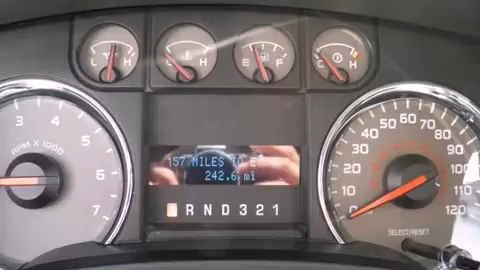 L H
C H
E F
C H
3 4 5 6 7
RPM X 1000
57 MILES TO E
242.6 mi
R N D 3 2 1
0 10 20 30 40 50 60 70 80 90 100 110 120
SELECT/RESET